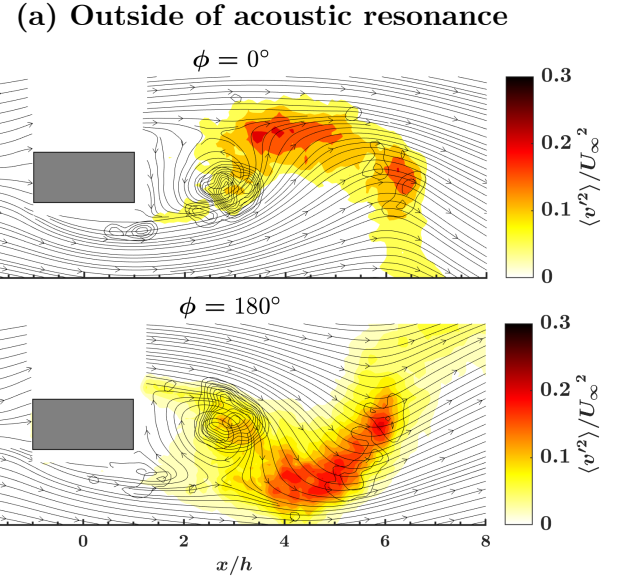 (a) Outside of acoustic resonance
ϕ = 0°
0.3
0.2
0.1
0
⟨v′²⟩/U∞²
ϕ = 180°
0.3
0.2
0.1
0
⟨v′²⟩/U∞²
0 2 4 6 8
x/h